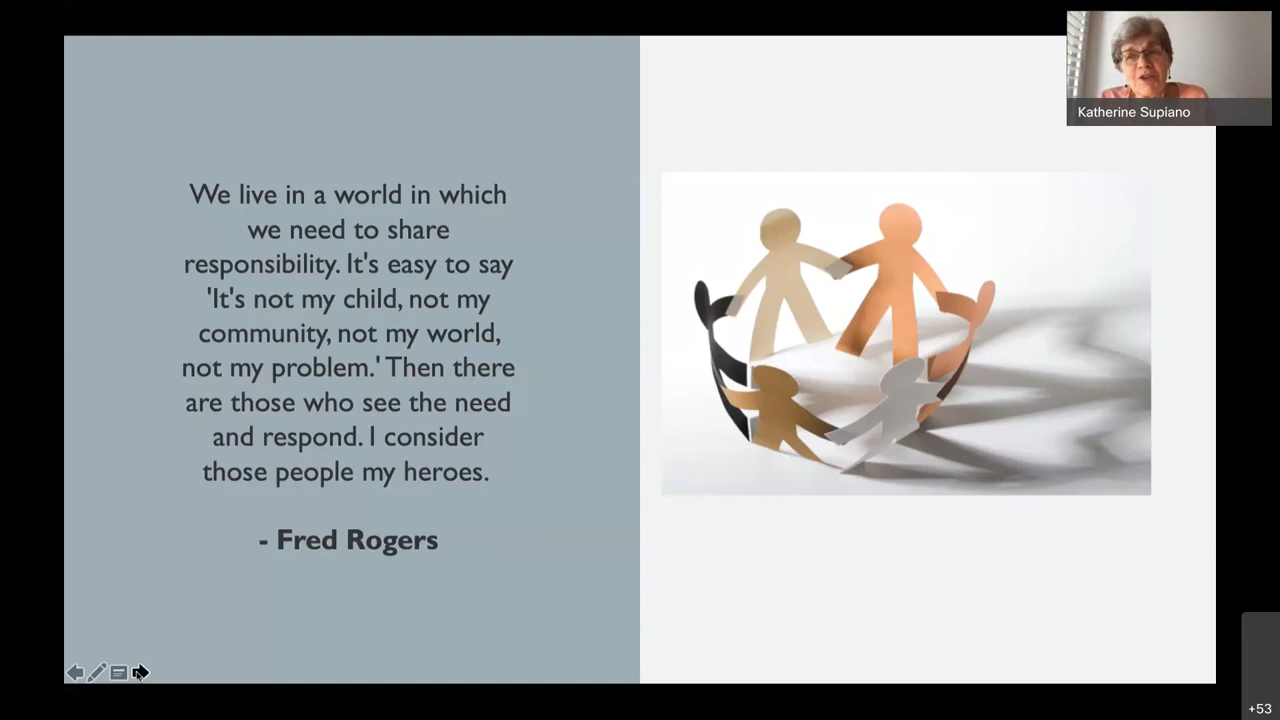 Katherine Supiano
We live in a world in which
we need to share
responsibility. It's easy to say
'It's not my child, not my
community, not my world,
not my problem.' Then there
are those who see the need
and respond. I consider
those people my heroes.
- Fred Rogers
+53